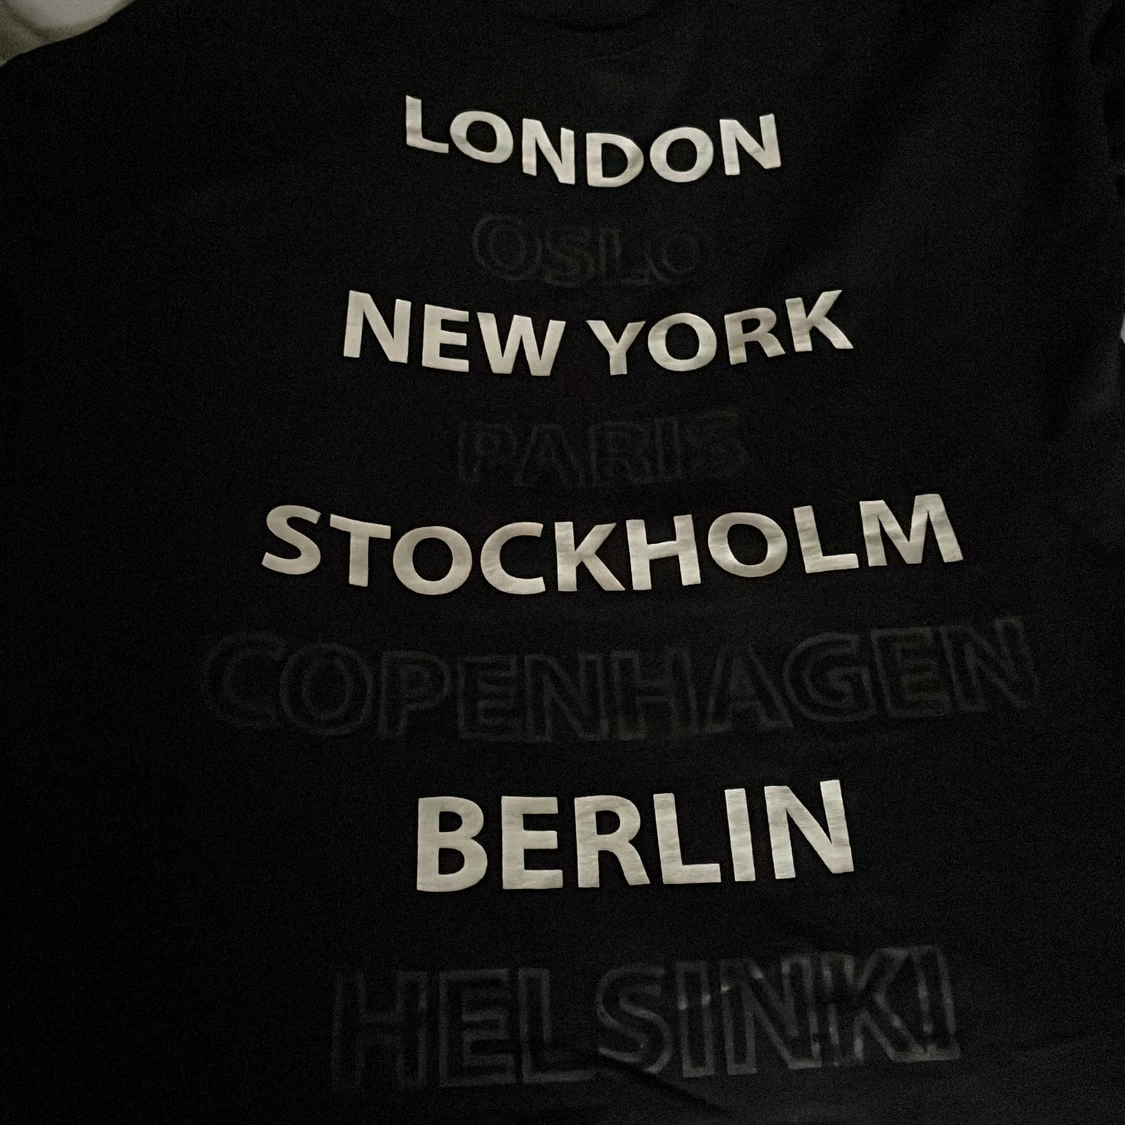 LONDON
OSLO
NEW YORK
PARIS
STOCKHOLM
COPENHAGEN
BERLIN
HELSINKI